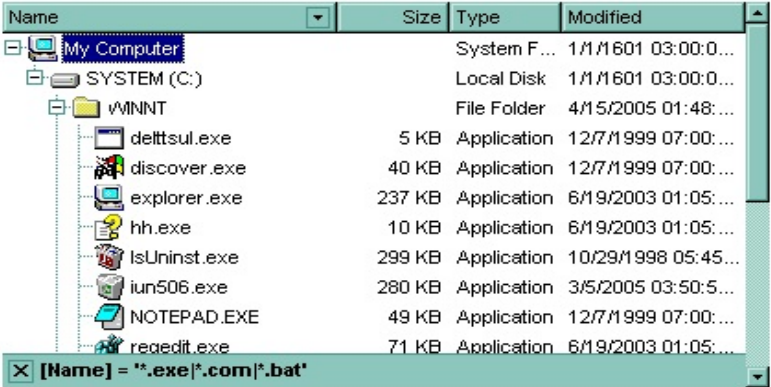 Name Size Type Modified
My Computer System F... 1/1/1601 03:00:0...
SYSTEM (C:) Local Disk 1/1/1601 03:00:0...
WINNT File Folder 4/15/2005 01:48:...
delttsul.exe 5 KB Application 12/7/1999 07:00:...
discover.exe 40 KB Application 12/7/1999 07:00:...
explorer.exe 237 KB Application 6/19/2003 01:05:...
hh.exe 10 KB Application 6/19/2003 01:05:...
IsUninst.exe 299 KB Application 10/29/1998 05:45...
iun506.exe 280 KB Application 3/5/2005 03:50:5...
NOTEPAD.EXE 49 KB Application 12/7/1999 07:00:...
regedit.exe 71 KB Application 6/19/2003 01:05:...
[Name] = '*.exe|*.com|*.bat'